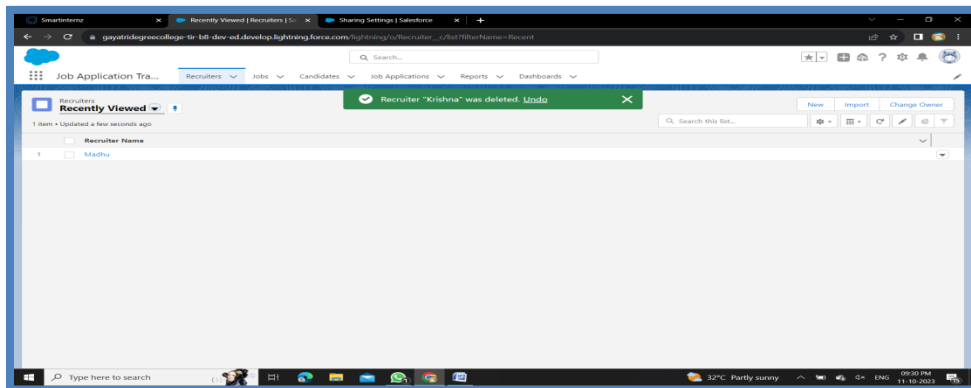 Smartinternz
Recently Viewed | Recruiters | Sa
Sharing Settings | Salesforce
gayatridegreecollege-tir-bl1-dev-ed.develop.lightning.force.com/lightning/o/Recruiter__c/list?filterName=Recent
Search...
Job Application Tra...
Recruiters
Jobs
Candidates
Job Applications
Reports
Dashboards
Recruiters
Recently Viewed
Recruiter "Krishna" was deleted. Undo
New
Import
Change Owner
1 item • Updated a few seconds ago
Search this list...
Recruiter Name
1
Madhu
Type here to search
32°C Partly sunny
ENG
09:30 PM
11-10-2023